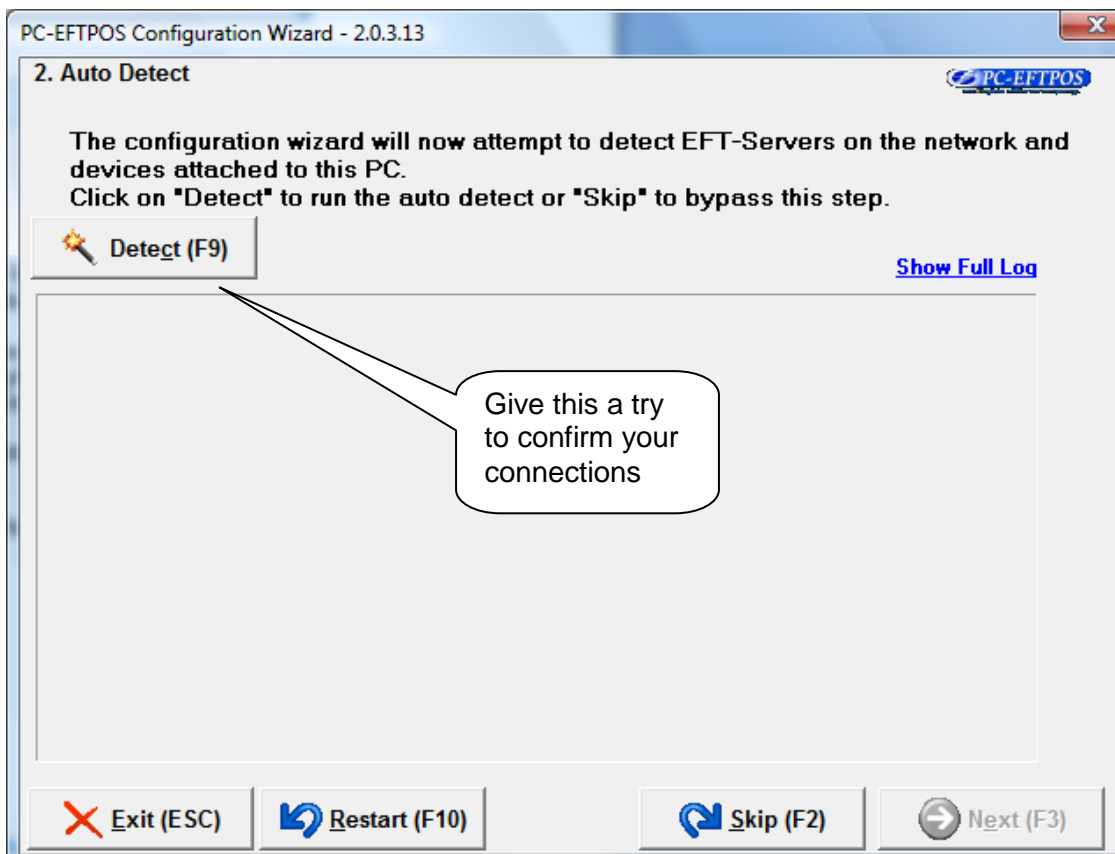 PC-EFTPOS Configuration Wizard - 2.0.3.13
X
2. Auto Detect
PC-EFTPOS
The configuration wizard will now attempt to detect EFT-Servers on the network and
devices attached to this PC.
Click on "Detect" to run the auto detect or "Skip" to bypass this step.
Detect (F9)
Show Full Log
Give this a try
to confirm your
connections
Exit (ESC)
Restart (F10)
Skip (F2)
Next (F3)